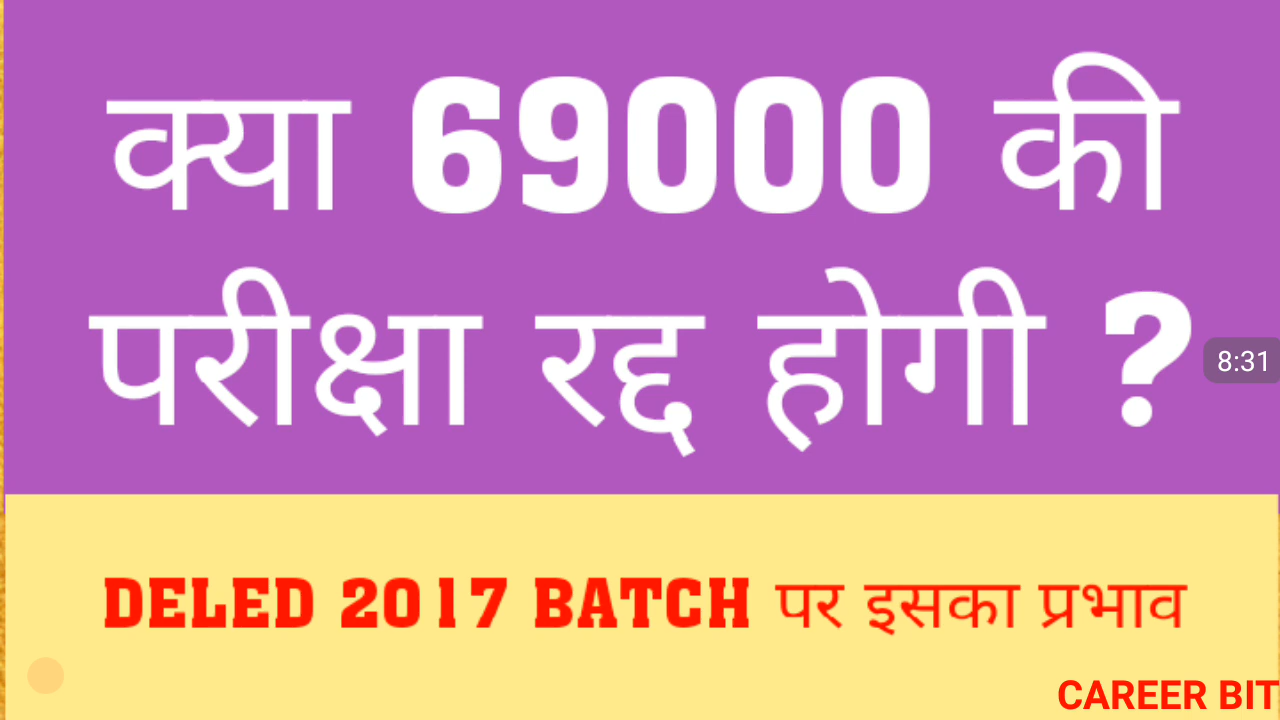 क्या 69000 की
परीक्षा रद्द होगी ?
8:31
DELED 2017 BATCH पर इसका प्रभाव
CAREER BIT